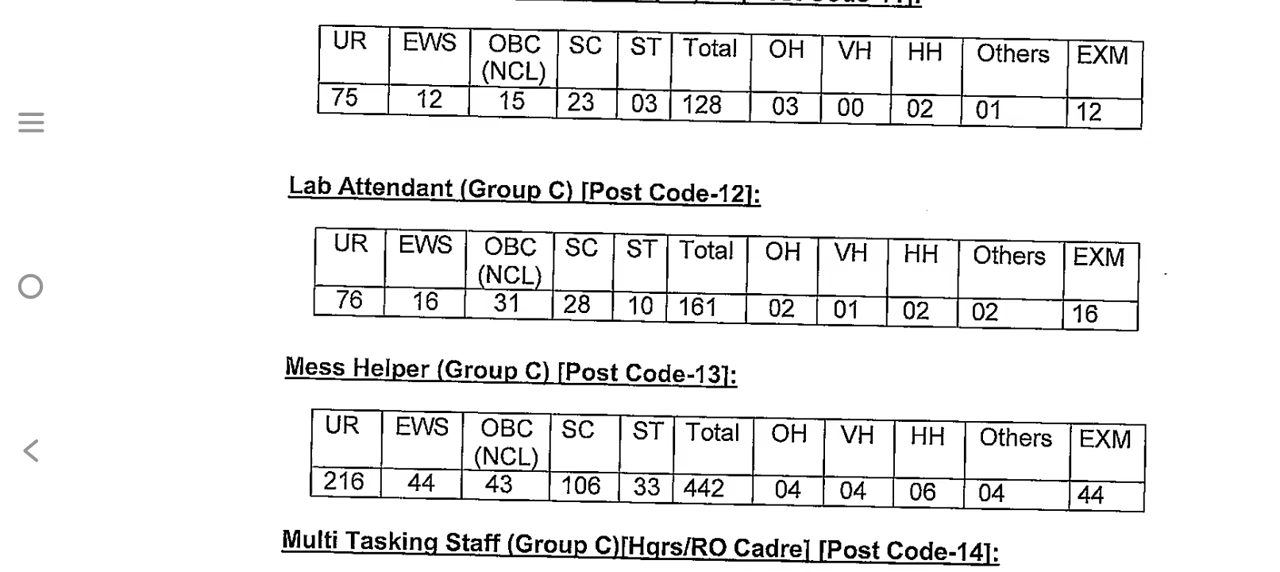 UR EWS OBC (NCL) SC ST Total OH VH HH Others EXM
75 12 15 23 03 128 03 00 02 01 12
Lab Attendant (Group C) [Post Code-12]:
UR EWS OBC (NCL) SC ST Total OH VH HH Others EXM
76 16 31 28 10 161 02 01 02 02 16
Mess Helper (Group C) [Post Code-13]:
UR EWS OBC (NCL) SC ST Total OH VH HH Others EXM
216 44 43 106 33 442 04 04 06 04 44
Multi Tasking Staff (Group C)[Hqrs/RO Cadre] [Post Code-14]: